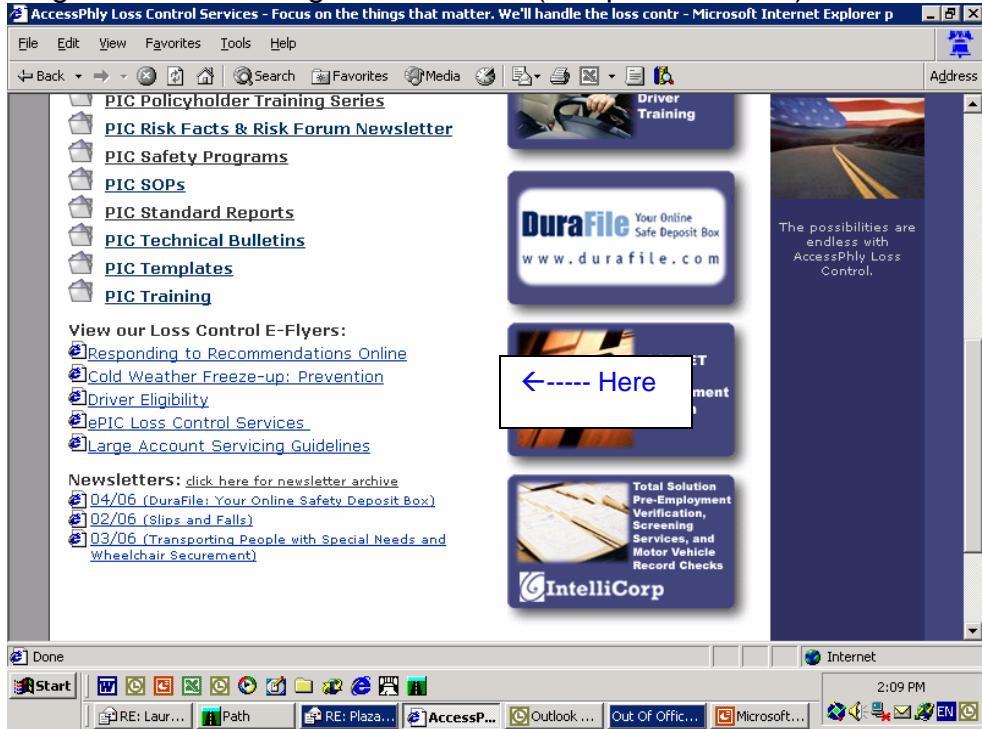 AccessPhly Loss Control Services - Focus on the things that matter. We'll handle the loss contr - Microsoft Internet Explorer p
File Edit View Favorites Tools Help
Back Search Favorites Media Address
PIC Policyholder Training Series
PIC Risk Facts & Risk Forum Newsletter
PIC Safety Programs
PIC SOPs
PIC Standard Reports
PIC Technical Bulletins
PIC Templates
PIC Training
View our Loss Control E-Flyers:
Responding to Recommendations Online
Cold Weather Freeze-up: Prevention
Driver Eligibility
ePIC Loss Control Services
Large Account Servicing Guidelines
Newsletters: click here for newsletter archive
04/06 (DuraFile: Your Online Safety Deposit Box)
02/06 (Slips and Falls)
03/06 (Transporting People with Special Needs and
Wheelchair Securement)
Driver
Training
DuraFile Your Online
Safe Deposit Box
www.durafile.com
←----- Here
Total Solution
Pre-Employment
Verification,
Screening
Services, and
Motor Vehicle
Record Checks
IntelliCorp
The possibilities are
endless with
AccessPhly Loss
Control.
Done Internet
Start 2:09 PM
RE: Laur... Path RE: Plaza... AccessP... Outlook ... Out Of Offic... Microsoft... EN